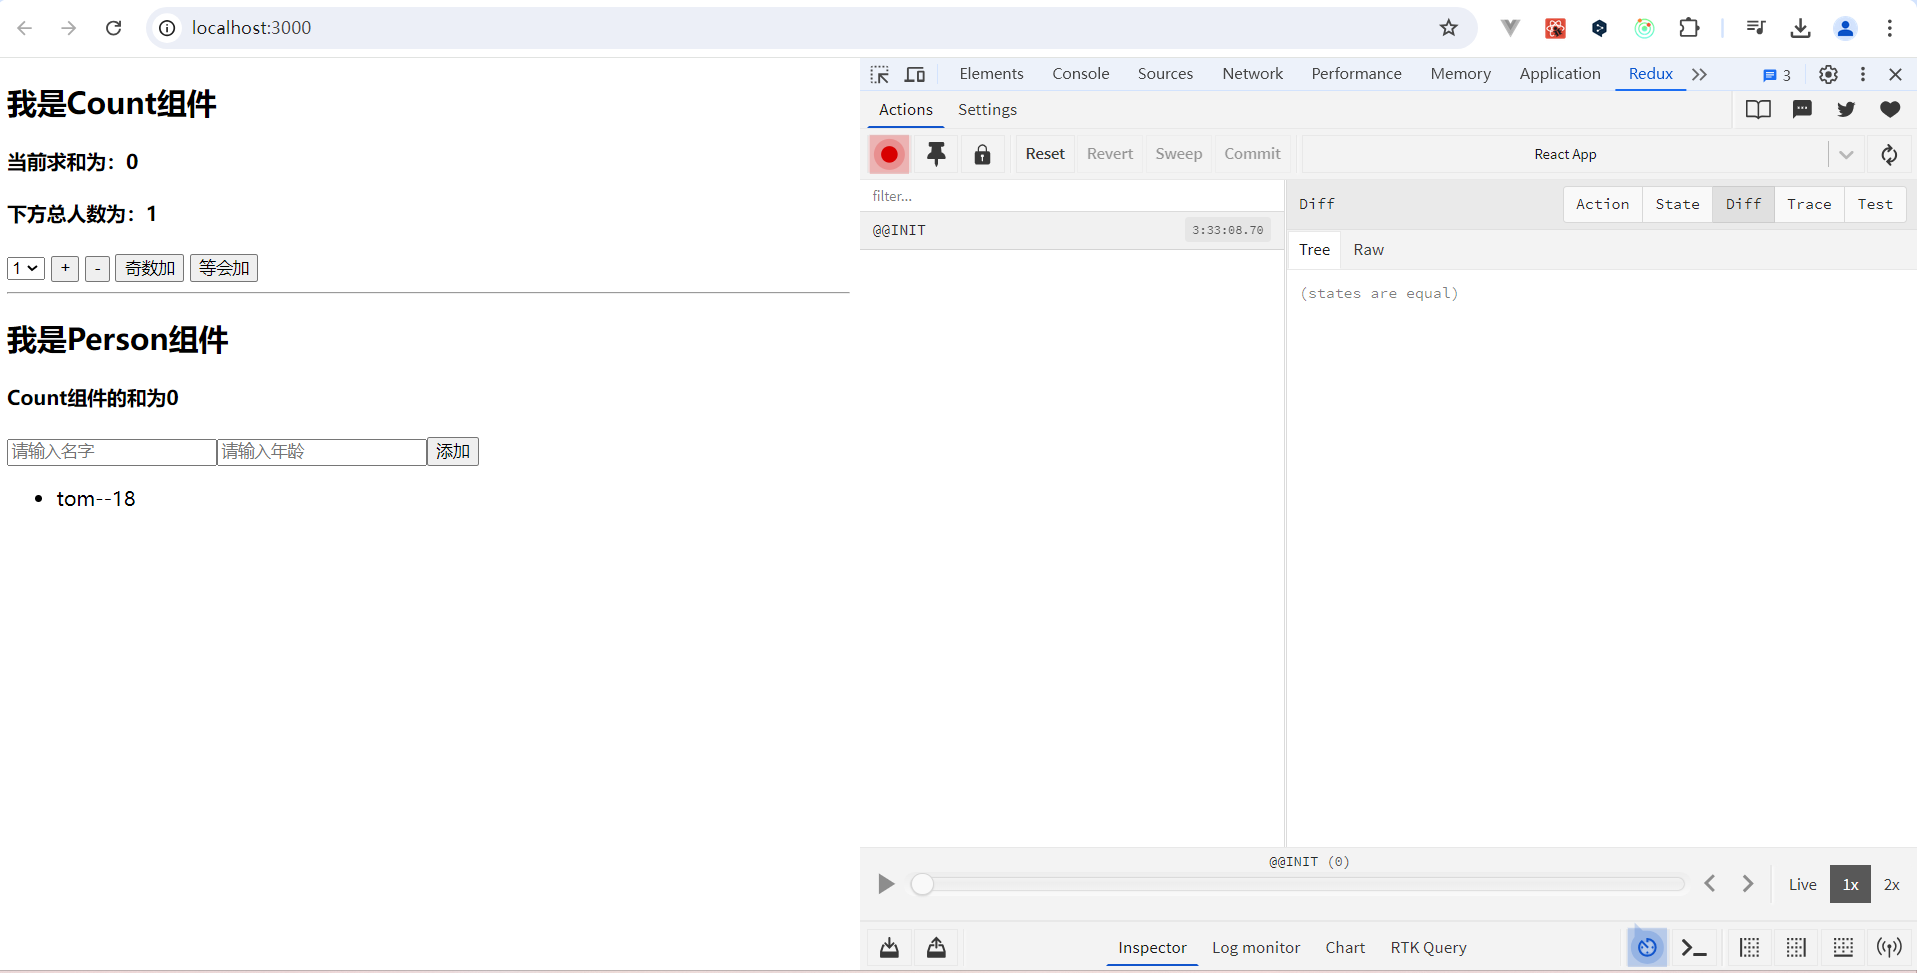 localhost:3000
我是Count组件
当前求和为：0
下方总人数为：1
1 + - 奇数加 等会加
我是Person组件
Count组件的和为0
请输入名字 请输入年龄 添加
tom--18
Elements Console Sources Network Performance Memory Application Redux 3
Actions Settings
Reset Revert Sweep Commit React App
filter...
@@INIT 3:33:08.70
Diff Action State Diff Trace Test
Tree Raw
(states are equal)
@@INIT (0)
Live 1x 2x
Inspector Log monitor Chart RTK Query